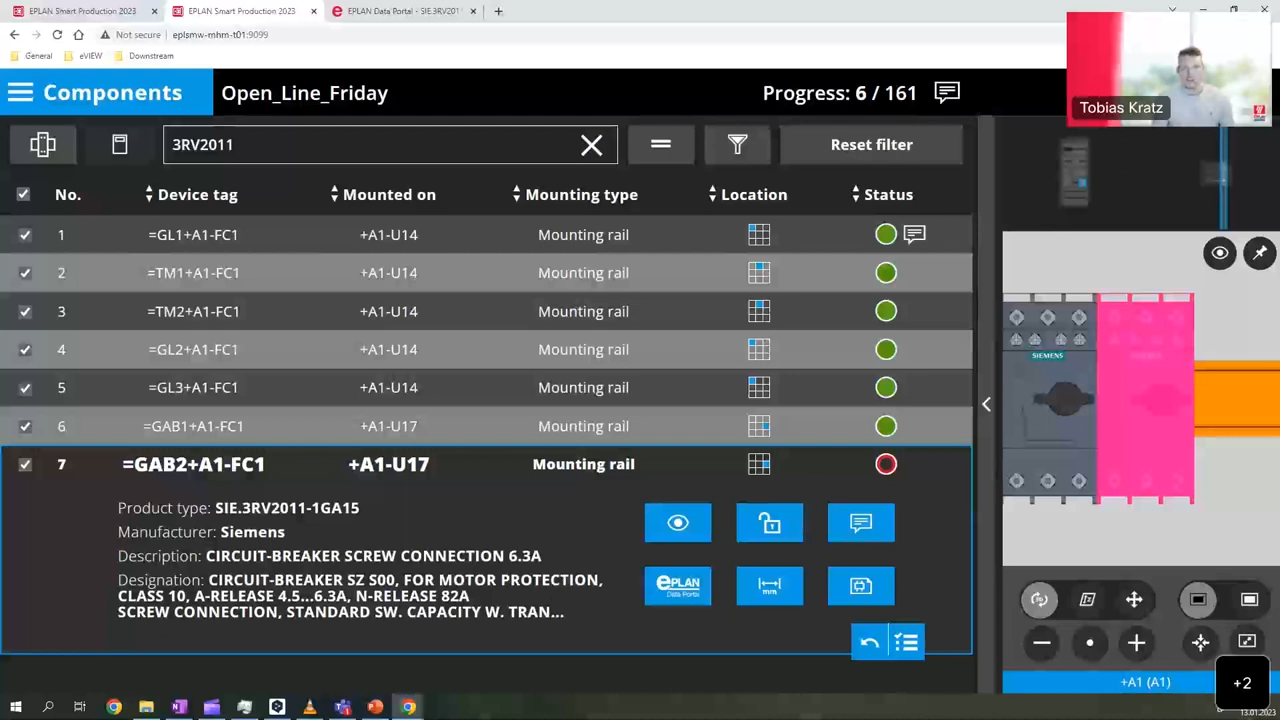 EPLAN Smart Production 2023
EPLAN Smart Production 2023
EPLAN Data Portal - SIE.3RV201
Not secure | eplsmw-mhm-t01:9099
General
eVIEW
Downstream
Tobias Kratz
Components
Open_Line_Friday
Progress: 6 / 161
3RV2011
Reset filter
No. Device tag Mounted on Mounting type Location Status
1 =GL1+A1-FC1 +A1-U14 Mounting rail
2 =TM1+A1-FC1 +A1-U14 Mounting rail
3 =TM2+A1-FC1 +A1-U14 Mounting rail
4 =GL2+A1-FC1 +A1-U14 Mounting rail
5 =GL3+A1-FC1 +A1-U14 Mounting rail
6 =GAB1+A1-FC1 +A1-U17 Mounting rail
7 =GAB2+A1-FC1 +A1-U17 Mounting rail
Product type: SIE.3RV2011-1GA15
Manufacturer: Siemens
Description: CIRCUIT-BREAKER SCREW CONNECTION 6.3A
Designation: CIRCUIT-BREAKER SZ S00, FOR MOTOR PROTECTION,
CLASS 10, A-RELEASE 4.5...6.3A, N-RELEASE 82A
SCREW CONNECTION, STANDARD SW. CAPACITY W. TRAN...
ePLAN
Data Portal
mm
SIEMENS
3D
+A1 (A1)
+2
13.01.2023